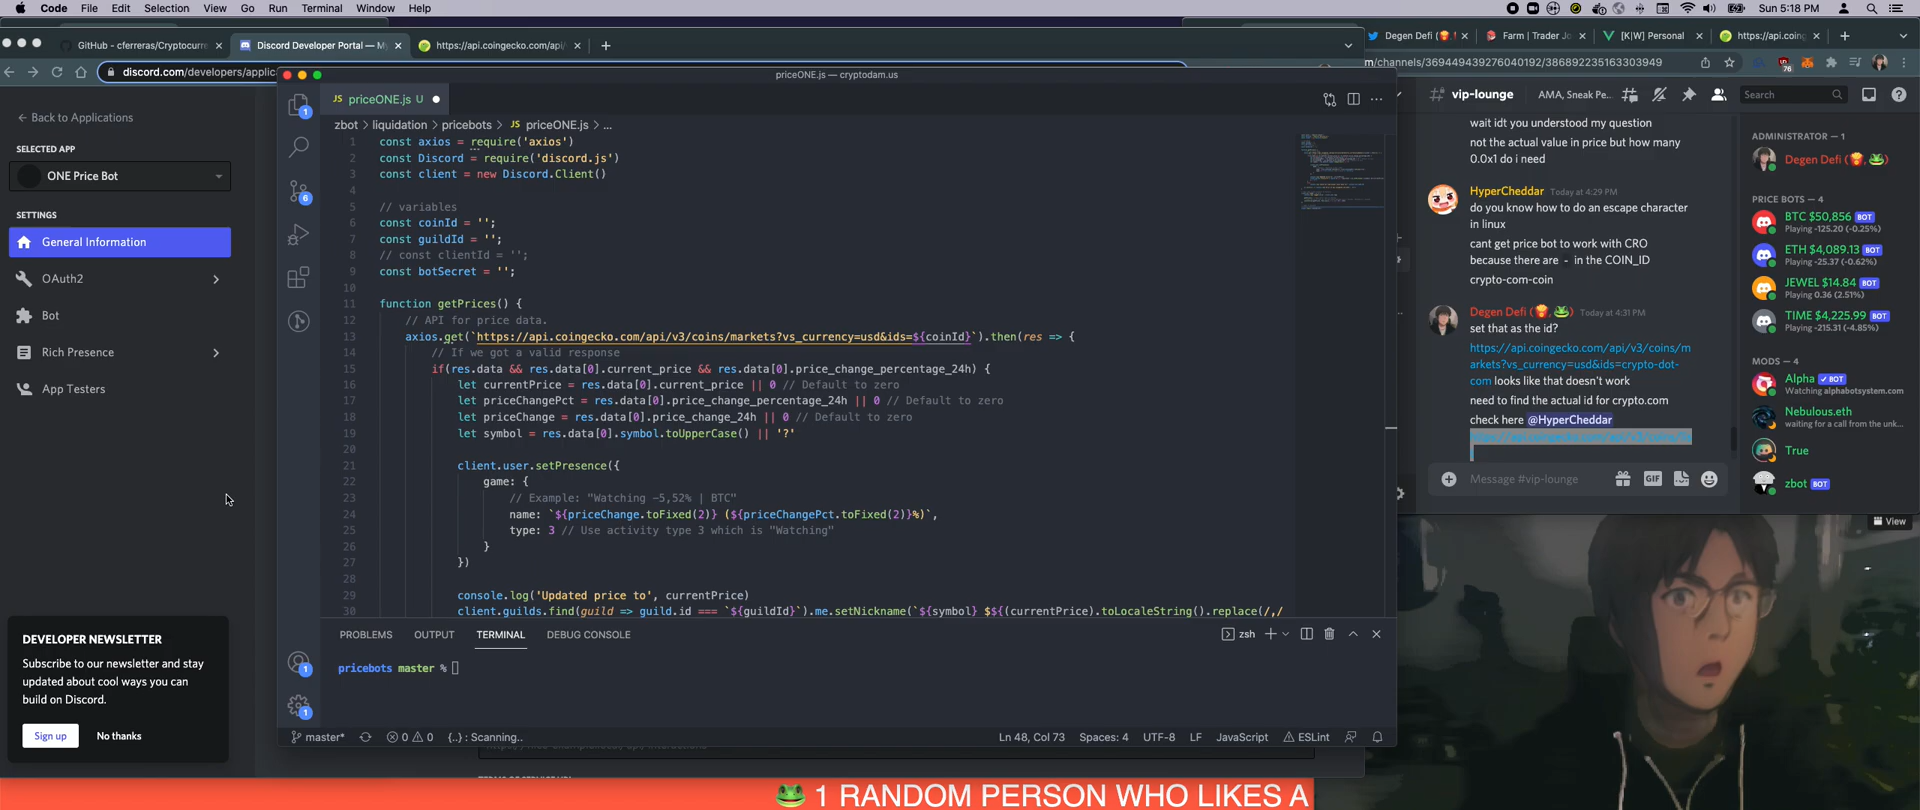 Code File Edit Selection View Go Run Terminal Window Help
Sun 5:18 PM
GitHub - cferreras/Cryptocurre
Discord Developer Portal — M
https://api.coingecko.com/api/
Degen Defi
Farm | Trader Jo
[K|W] Personal
https://api.coing
discord.com/developers/applic
m/channels/369449439276040192/386892235163303949
76
priceONE.js — cryptodam.us
← Back to Applications
SELECTED APP
ONE Price Bot
SETTINGS
General Information
OAuth2
Bot
Rich Presence
App Testers
DEVELOPER NEWSLETTER
Subscribe to our newsletter and stay
updated about cool ways you can
build on Discord.
Sign up
No thanks
1
6
1
1
JS priceONE.js U
zbot > liquidation > pricebots > JS priceONE.js > ...
1 const axios = require('axios')
2 const Discord = require('discord.js')
3 const client = new Discord.Client()
4
5 // variables
6 const coinId = '';
7 const guildId = '';
8 // const clientId = '';
9 const botSecret = '';
10
11 function getPrices() {
12 // API for price data.
13 axios.get(`https://api.coingecko.com/api/v3/coins/markets?vs_currency=usd&ids=${coinId}`).then(res => {
14 // If we got a valid response
15 if(res.data && res.data[0].current_price && res.data[0].price_change_percentage_24h) {
16 let currentPrice = res.data[0].current_price || 0 // Default to zero
17 let priceChangePct = res.data[0].price_change_percentage_24h || 0 // Default to zero
18 let priceChange = res.data[0].price_change_24h || 0 // Default to zero
19 let symbol = res.data[0].symbol.toUpperCase() || '?'
20
21 client.user.setPresence({
22 game: {
23 // Example: "Watching -5,52% | BTC"
24 name: `${priceChange.toFixed(2)} (${priceChangePct.toFixed(2)}%)`,
25 type: 3 // Use activity type 3 which is "Watching"
26 }
27 })
28
29 console.log('Updated price to', currentPrice)
30 client.guilds.find(guild => guild.id === `${guildId}`).me.setNickname(`${symbol} $${(currentPrice).toLocaleString().replace(/,/
PROBLEMS OUTPUT TERMINAL DEBUG CONSOLE
zsh
pricebots master %
master* 0 0 {..} : Scanning..
Ln 48, Col 73 Spaces: 4 UTF-8 LF JavaScript ESLint
# vip-lounge AMA, Sneak Pe..
Search
wait idt you understood my question
not the actual value in price but how many
0.0x1 do i need
HyperCheddar Today at 4:29 PM
do you know how to do an escape character
in linux
cant get price bot to work with CRO
because there are - in the COIN_ID
crypto-com-coin
Degen Defi Today at 4:31 PM
set that as the id?
https://api.coingecko.com/api/v3/coins/m
arkets?vs_currency=usd&ids=crypto-dot-
com looks like that doesn't work
need to find the actual id for crypto.com
check here @HyperCheddar
https://api.coingecko.com/api/v3/coins/lis
Message #vip-lounge
GIF
ADMINISTRATOR — 1
Degen Defi
PRICE BOTS — 4
BTC $50,856 BOT
Playing -125.20 (-0.25%)
ETH $4,089.13 BOT
Playing -25.37 (-0.62%)
JEWEL $14.84 BOT
Playing 0.36 (2.51%)
TIME $4,225.99 BOT
Playing -215.31 (-4.85%)
MODS — 4
Alpha BOT
Watching alphabotsystem.com
Nebulous.eth
waiting for a call from the unk...
True
zbot BOT
View
1 RANDOM PERSON WHO LIKES A